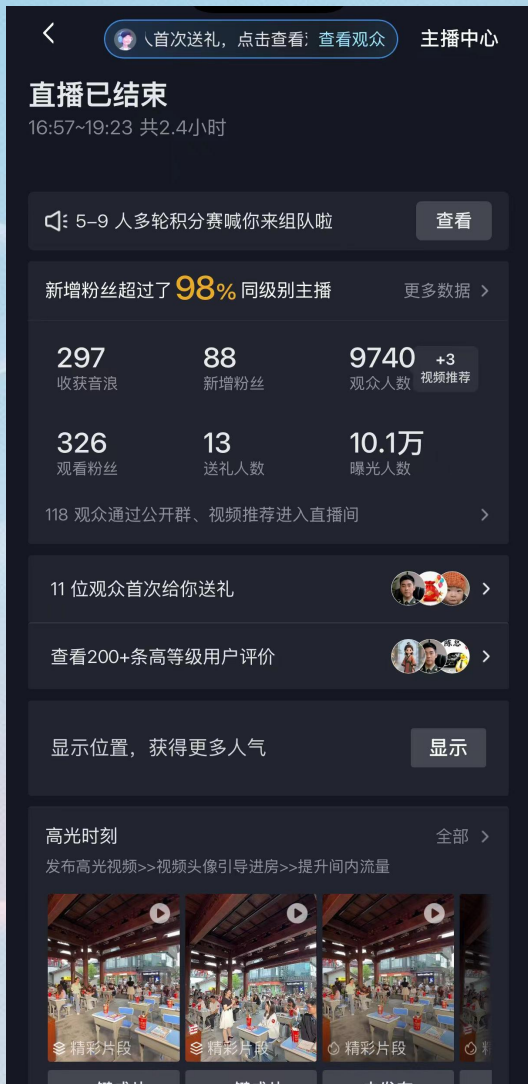 人首次送礼，点击查看
查看观众
主播中心
直播已结束
16:57~19:23 共2.4小时
5–9 人多轮积分赛喊你来组队啦
查看
新增粉丝超过了 98% 同级别主播
更多数据
297
88
9740
+3
收获音浪
新增粉丝
观众人数
视频推荐
326
13
10.1万
观看粉丝
送礼人数
曝光人数
118 观众通过公开群、视频推荐进入直播间
11 位观众首次给你送礼
查看200+条高等级用户评价
显示位置，获得更多人气
显示
高光时刻
全部
发布高光视频>>视频头像引导进房>>提升间内流量
精彩片段
精彩片段
精彩片段